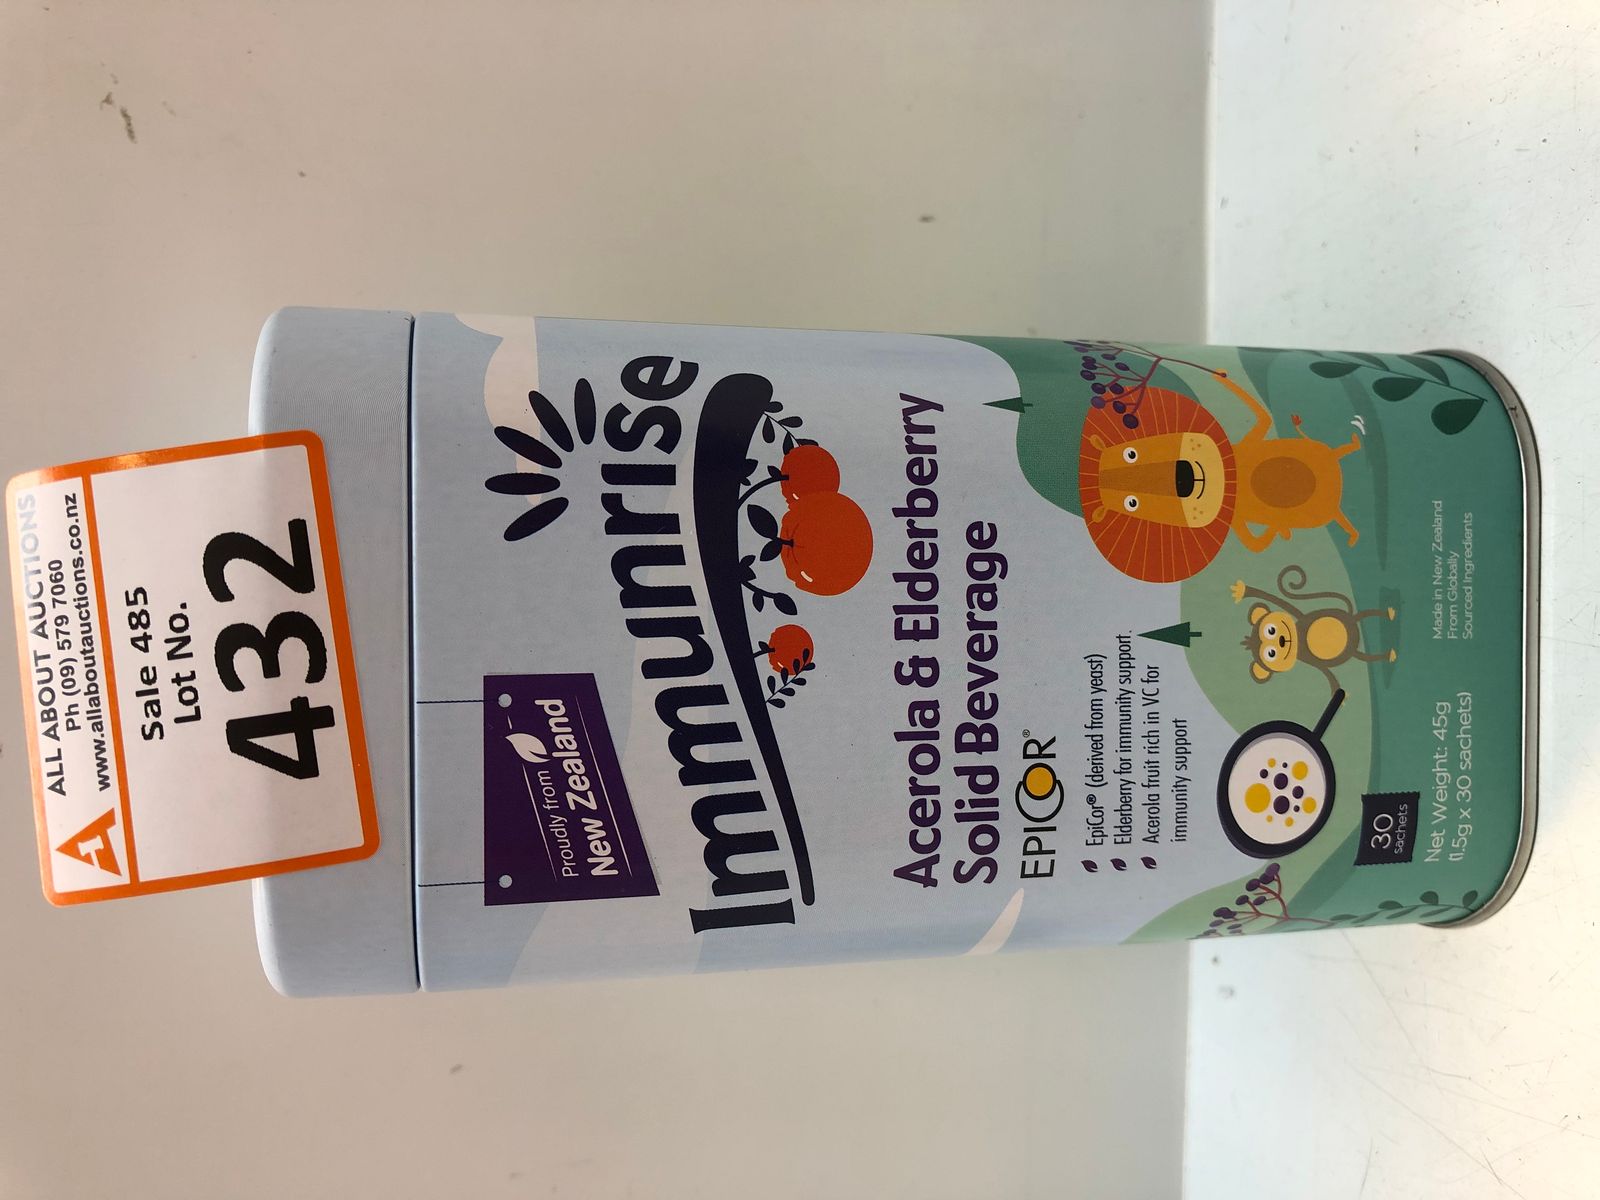 ALL ABOUT AUCTIONS
Ph (09) 579 7060
www.allaboutauctions.co.nz
Sale 485
Lot No.
432
Proudly from
New Zealand
Immunrise
Acerola & Elderberry
Solid Beverage
EPICOR®
EpiCor® (derived from yeast)
Elderberry for immunity support.
Acerola fruit rich in VC for
immunity support
30
sachets
Net Weight: 45g
(1.5g x 30 sachets)
Made in New Zealand
From Globally
Sourced Ingredients